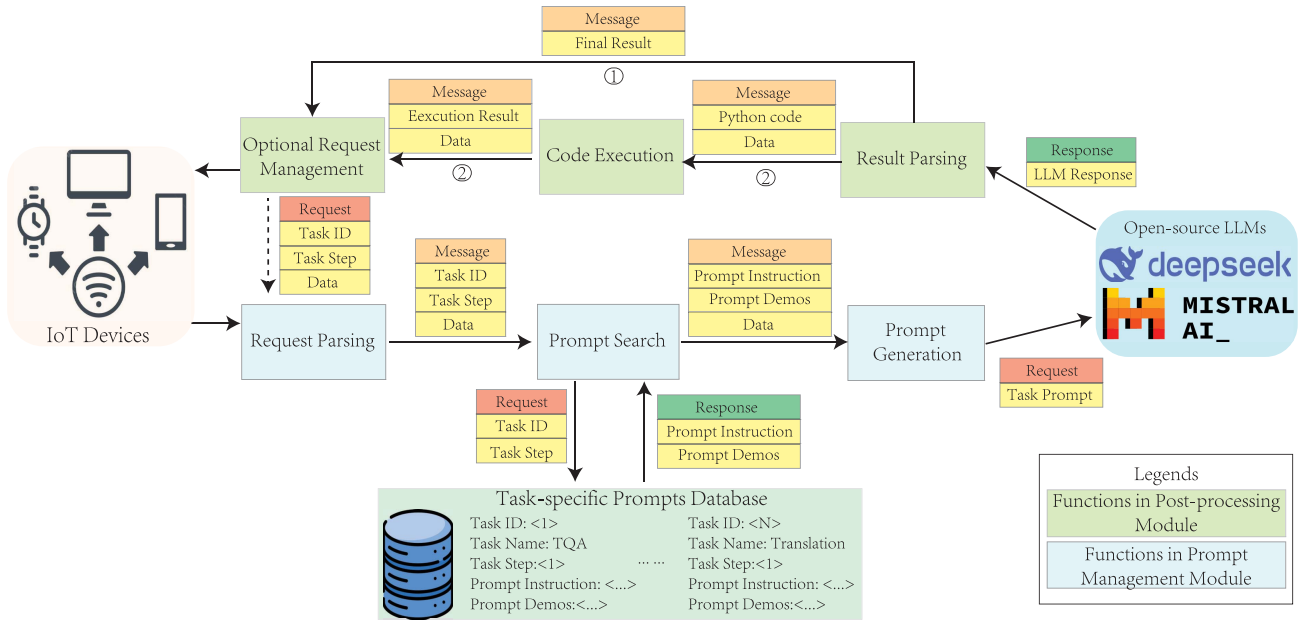 Message
Final Result
①
Message
Eexcution Result
Data
②
Message
Python code
Data
②
Optional Request
Management
Code Execution
Result Parsing
Response
LLM Response
Request
Task ID
Task Step
Data
IoT Devices
Request Parsing
Message
Task ID
Task Step
Data
Prompt Search
Message
Prompt Instruction
Prompt Demos
Data
Prompt
Generation
Open-source LLMs
deepseek
MISTRAL
AI_
Request
Task Prompt
Request
Task ID
Task Step
Response
Prompt Instruction
Prompt Demos
Task-specific Prompts Database
Task ID: <1>
Task Name: TQA
Task Step:<1>
Prompt Instruction: <...>
Prompt Demos:<...>
... ...
Task ID: <N>
Task Name: Translation
Task Step:<1>
Prompt Instruction: <...>
Prompt Demos:<...>
Legends
Functions in Post-processing
Module
Functions in Prompt
Management Module